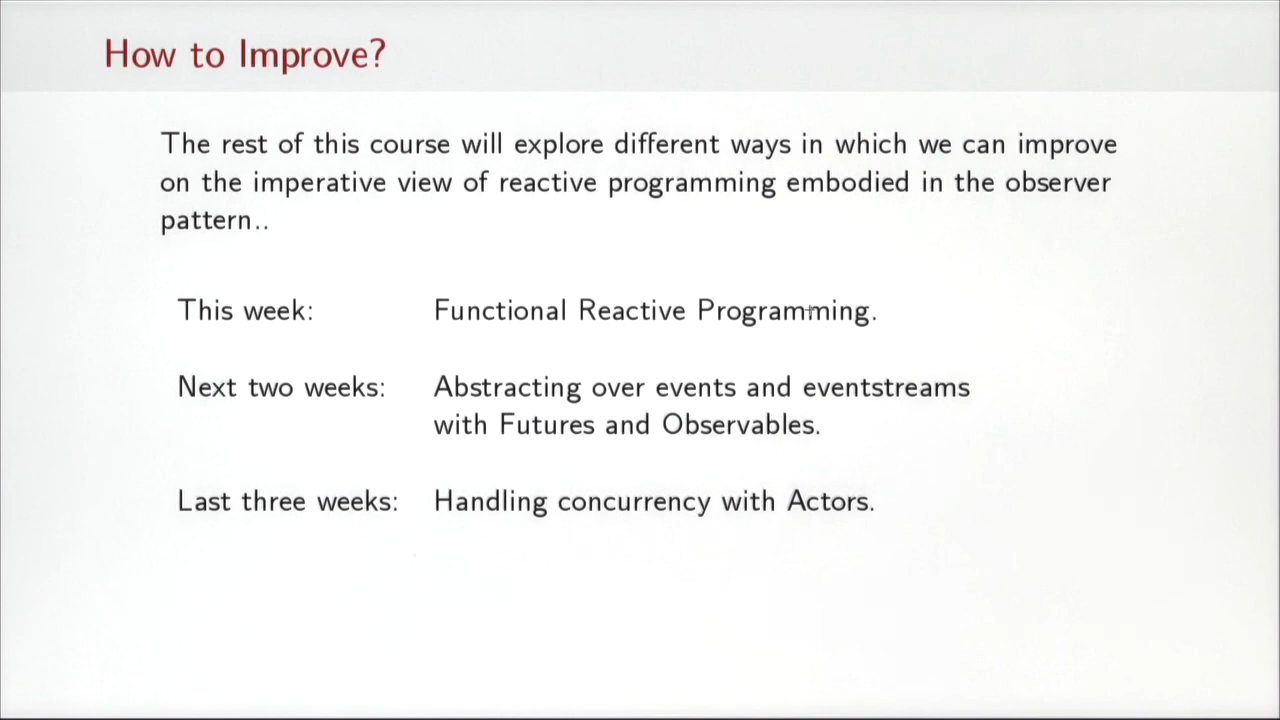 How to Improve?
The rest of this course will explore different ways in which we can improve
on the imperative view of reactive programming embodied in the observer
pattern..
This week: Functional Reactive Programming.
Next two weeks: Abstracting over events and eventstreams
with Futures and Observables.
Last three weeks: Handling concurrency with Actors.